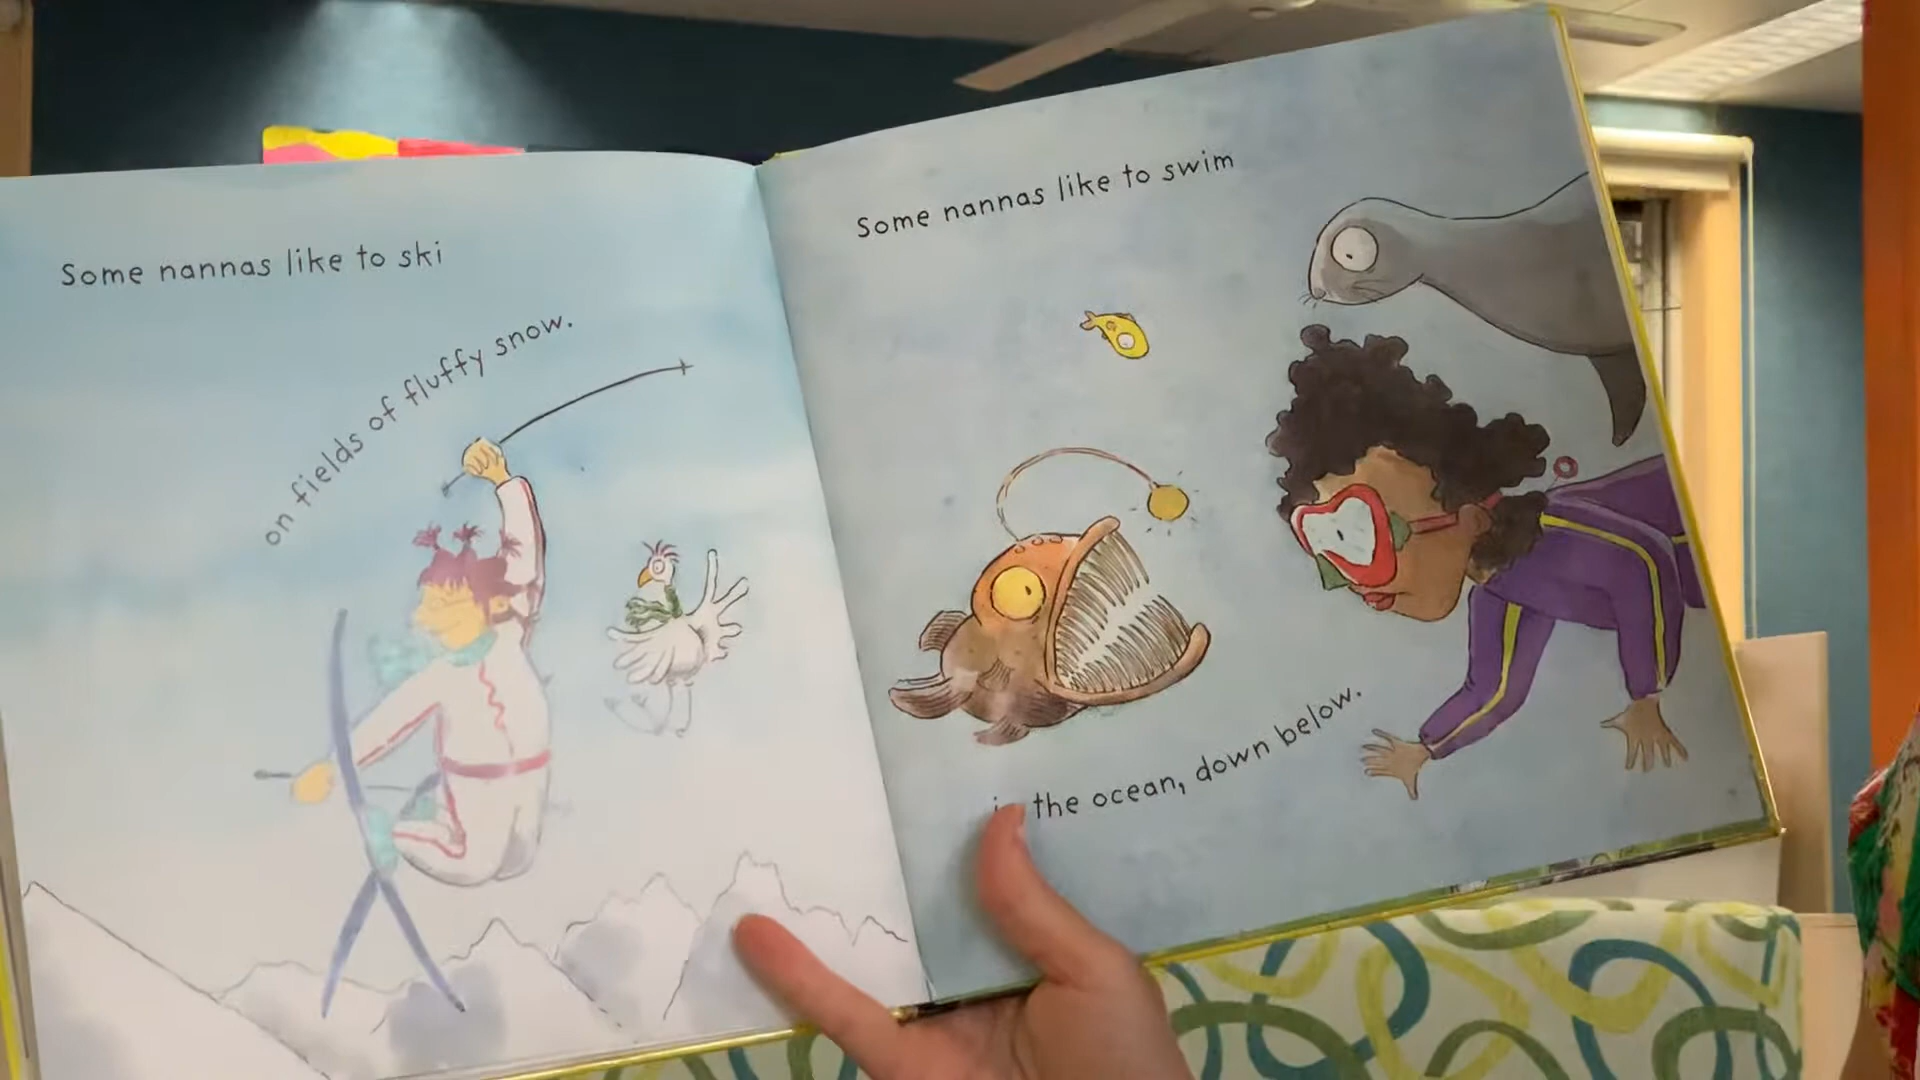 Some nannas like to ski
on fields of fluffy snow.
Some nannas like to swim
the ocean, down below.